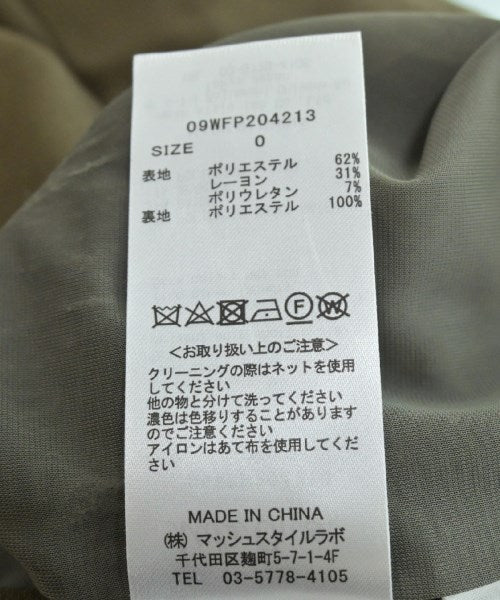 09WFP204213
SIZE 0
表地 ポリエステル 62%
レーヨン 31%
ポリウレタン 7%
裏地 ポリエステル 100%
F W
<お取り扱い上のご注意>
クリーニングの際はネットを使用
してください
他の物と分けて洗ってください
濃色は色移りすることがあります
のでご注意ください
アイロンはあて布を使用してくだ
さい
MADE IN CHINA
(株) マッシュスタイルラボ
千代田区麹町5-7-1-4F
TEL 03-5778-4105